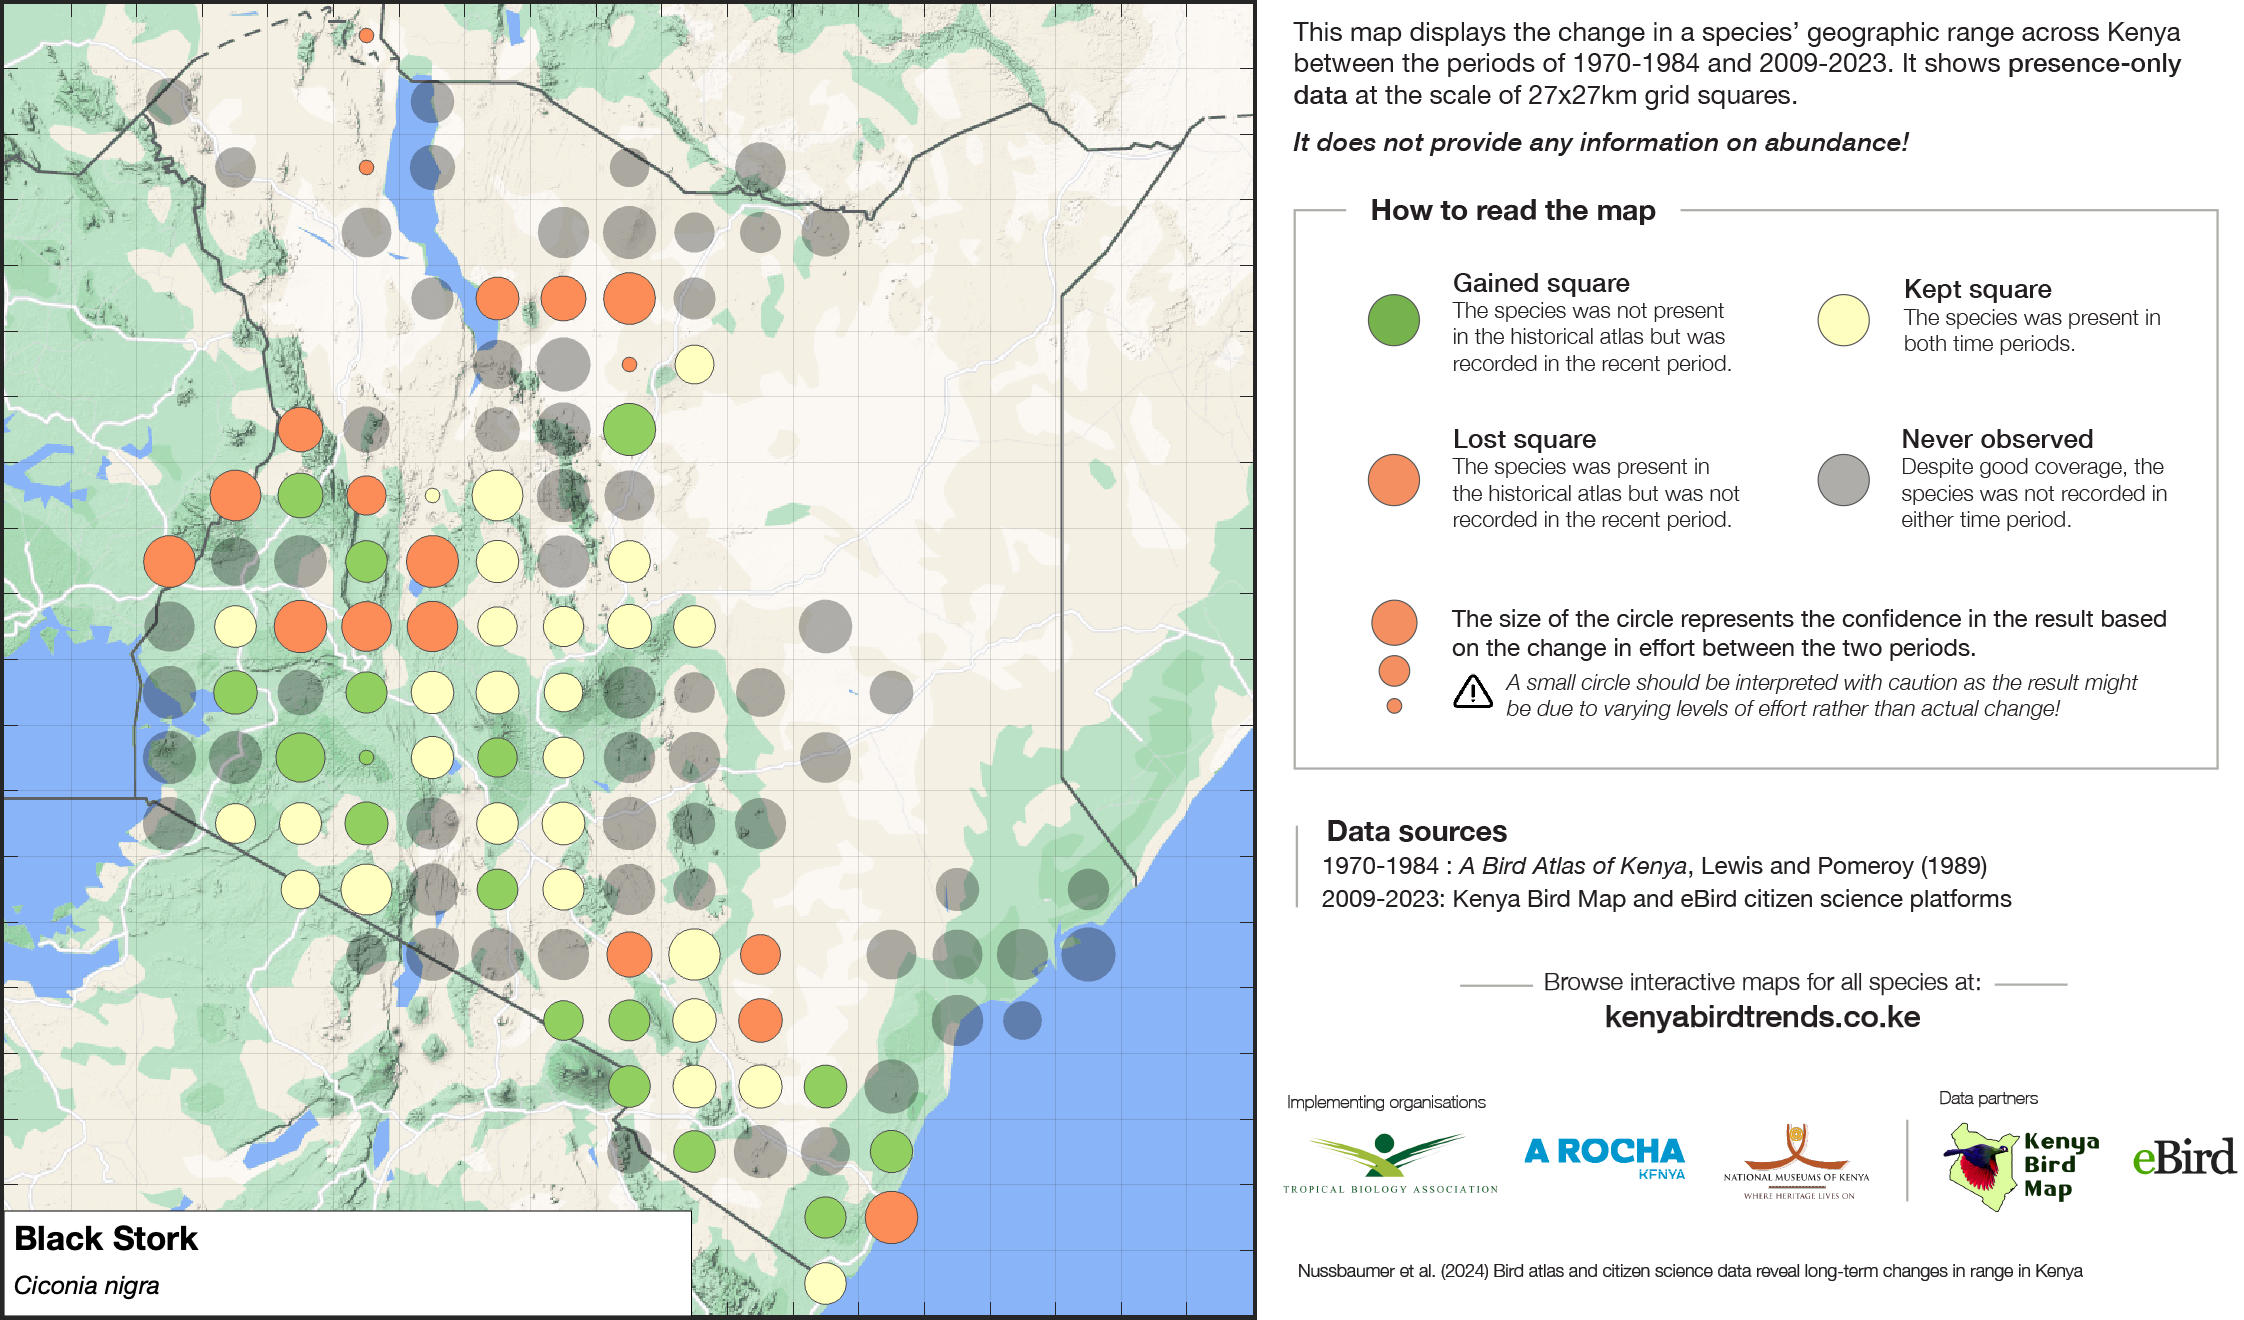 This map displays the change in a species’ geographic range across Kenya
between the periods of 1970-1984 and 2009-2023. It shows presence-only
data at the scale of 27x27km grid squares.
It does not provide any information on abundance!
How to read the map
Gained square
The species was not present
in the historical atlas but was
recorded in the recent period.
Kept square
The species was present in
both time periods.
Lost square
The species was present in
the historical atlas but was not
recorded in the recent period.
Never observed
Despite good coverage, the
species was not recorded in
either time period.
The size of the circle represents the confidence in the result based
on the change in effort between the two periods.
A small circle should be interpreted with caution as the result might
be due to varying levels of effort rather than actual change!
Data sources
1970-1984 : A Bird Atlas of Kenya, Lewis and Pomeroy (1989)
2009-2023: Kenya Bird Map and eBird citizen science platforms
Browse interactive maps for all species at:
kenyabirdtrends.co.ke
Implementing organisations
Data partners
TROPICAL BIOLOGY ASSOCIATION
A ROCHA
KENYA
NATIONAL MUSEUMS OF KENYA
WHERE HERITAGE LIVES ON
Kenya
Bird
Map
eBird
Black Stork
Ciconia nigra
Nussbaumer et al. (2024) Bird atlas and citizen science data reveal long-term changes in range in Kenya